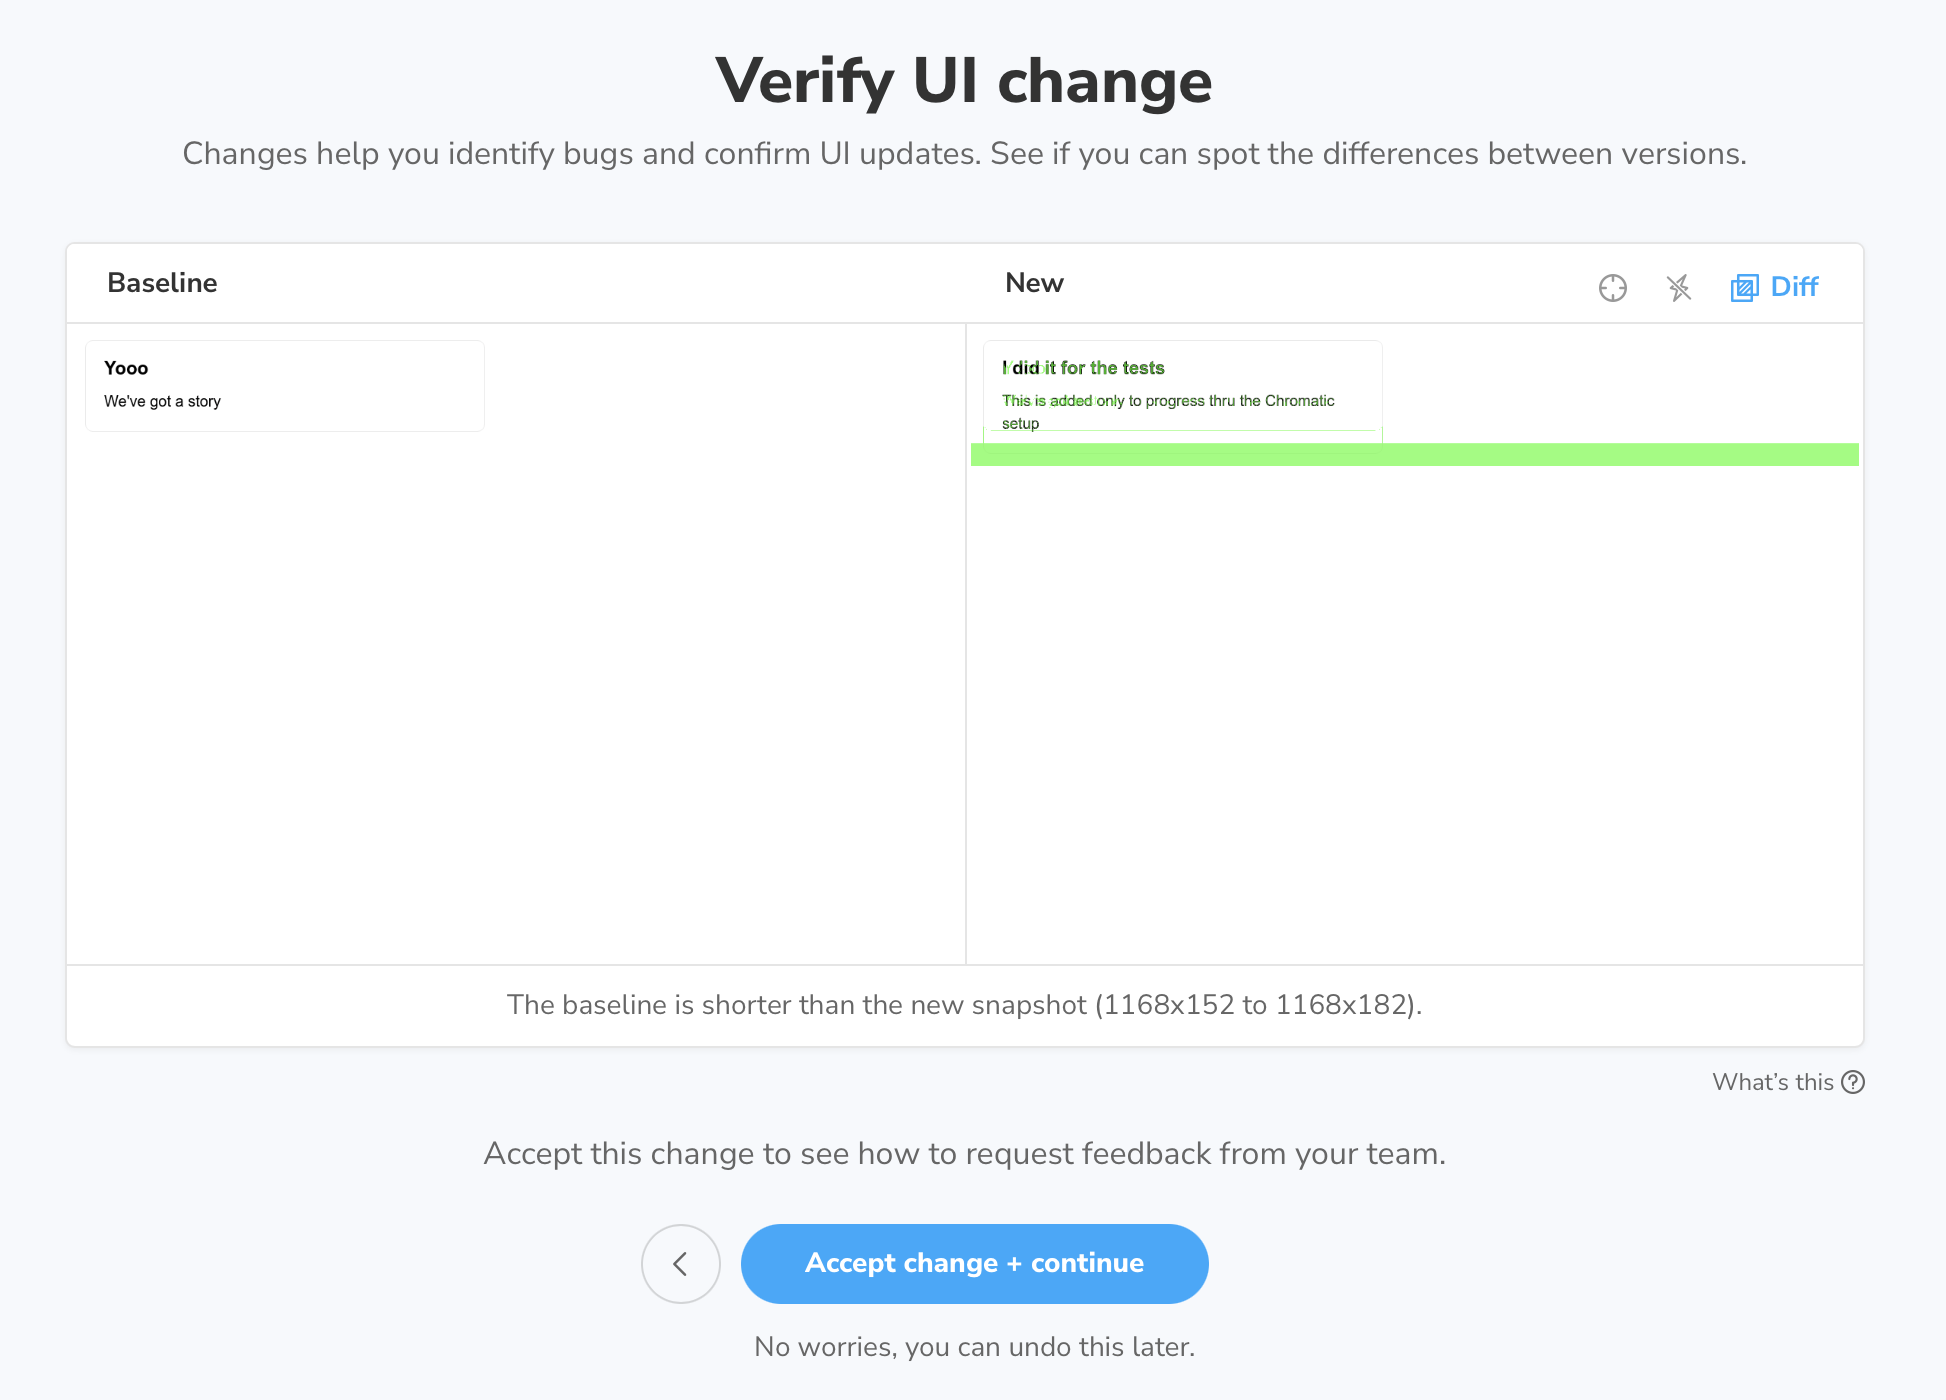 Verify UI change
Changes help you identify bugs and confirm UI updates. See if you can spot the differences between versions.
Baseline
New
Diff
Yooo
We've got a story
I did it for the tests
This is added only to progress thru the Chromatic
setup
The baseline is shorter than the new snapshot (1168x152 to 1168x182).
What’s this
Accept this change to see how to request feedback from your team.
Accept change + continue
No worries, you can undo this later.